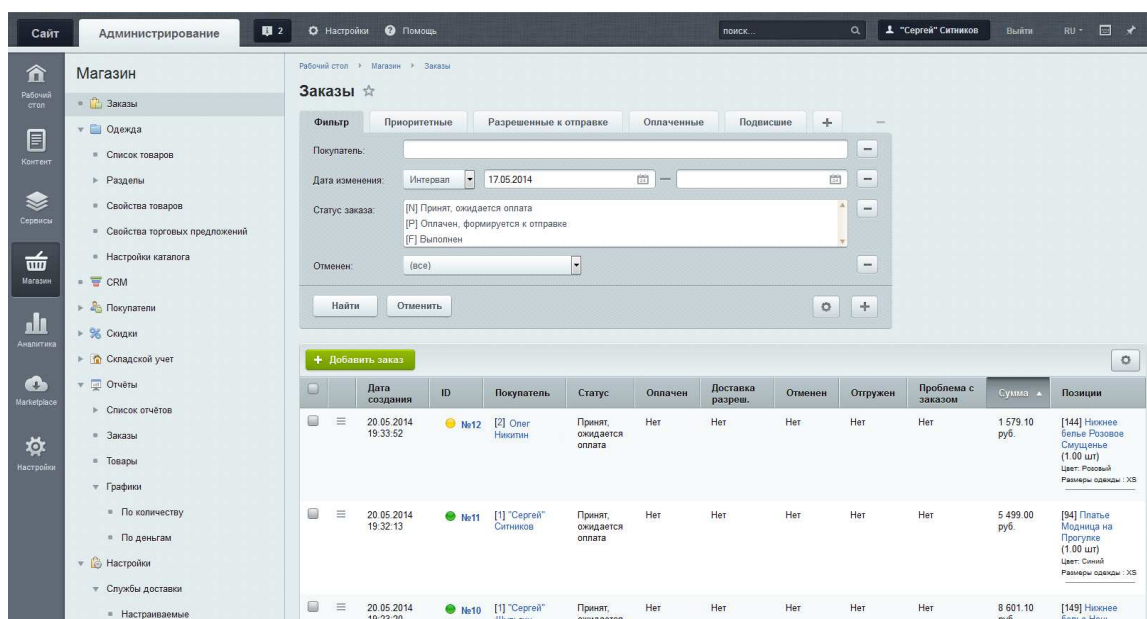 Сайт
Администрирование
2
Настройки
Помощь
поиск...
"Сергей" Ситников
Выйти
RU
Рабочий
стол
Контент
Сервисы
Магазин
Аналитика
Marketplace
Настройки
Магазин
Заказы
Одежда
Список товаров
Разделы
Свойства товаров
Свойства торговых предложений
Настройки каталога
CRM
Покупатели
Скидки
Складской учет
Отчёты
Список отчётов
Заказы
Товары
Графики
По количеству
По деньгам
Настройки
Службы доставки
Настраиваемые
Рабочий стол Магазин Заказы
Заказы
Фильтр Приоритетные Разрешенные к отправке Оплаченные Подвисшие +
Покупатель:
Дата изменения: Интервал 17.05.2014 —
Статус заказа:
[N] Принят, ожидается оплата
[P] Оплачен, формируется к отправке
[F] Выполнен
Отменен: (все)
Найти Отменить
+ Добавить заказ
Дата создания ID Покупатель Статус Оплачен Доставка разреш. Отменен Отгружен Проблема с заказом Сумма Позиции
20.05.2014 №12 [2] Олег Принят, Нет Нет Нет Нет Нет 1 579.10 [144] Нижнее
19:33:52 Никитин ожидается руб. белье Розовое
оплата Смущенье
(1.00 шт)
Цвет: Розовый
Размеры одежды : XS
20.05.2014 №11 [1] "Сергей" Принят, Нет Нет Нет Нет Нет 5 499.00 [94] Платье
19:32:13 Ситников ожидается руб. Модница на
оплата Прогулке
(1.00 шт)
Цвет: Синий
Размеры одежды : XS
20.05.2014 №10 [1] "Сергей" Принят, Нет Нет Нет Нет Нет 8 601.10 [149] Нижнее